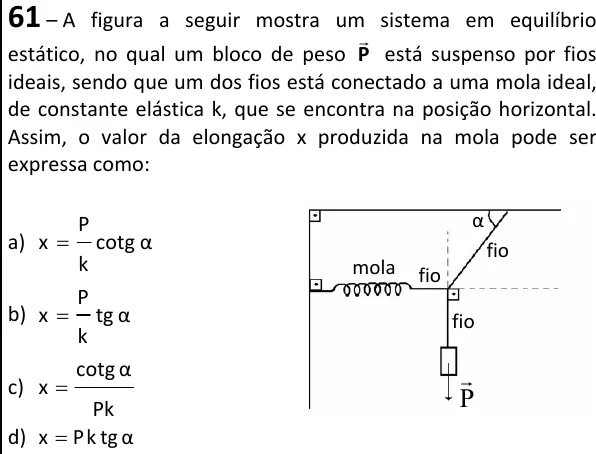 61 – A figura a seguir mostra um sistema em equilíbrio
estático, no qual um bloco de peso P⃗ está suspenso por fios
ideais, sendo que um dos fios está conectado a uma mola ideal,
de constante elástica k, que se encontra na posição horizontal.
Assim, o valor da elongação x produzida na mola pode ser
expressa como:
a) x = P/k cotg α
b) x = P/k tg α
c) x = cotg α/Pk
d) x = P k tg α
α
fio
mola
fio
fio
P⃗